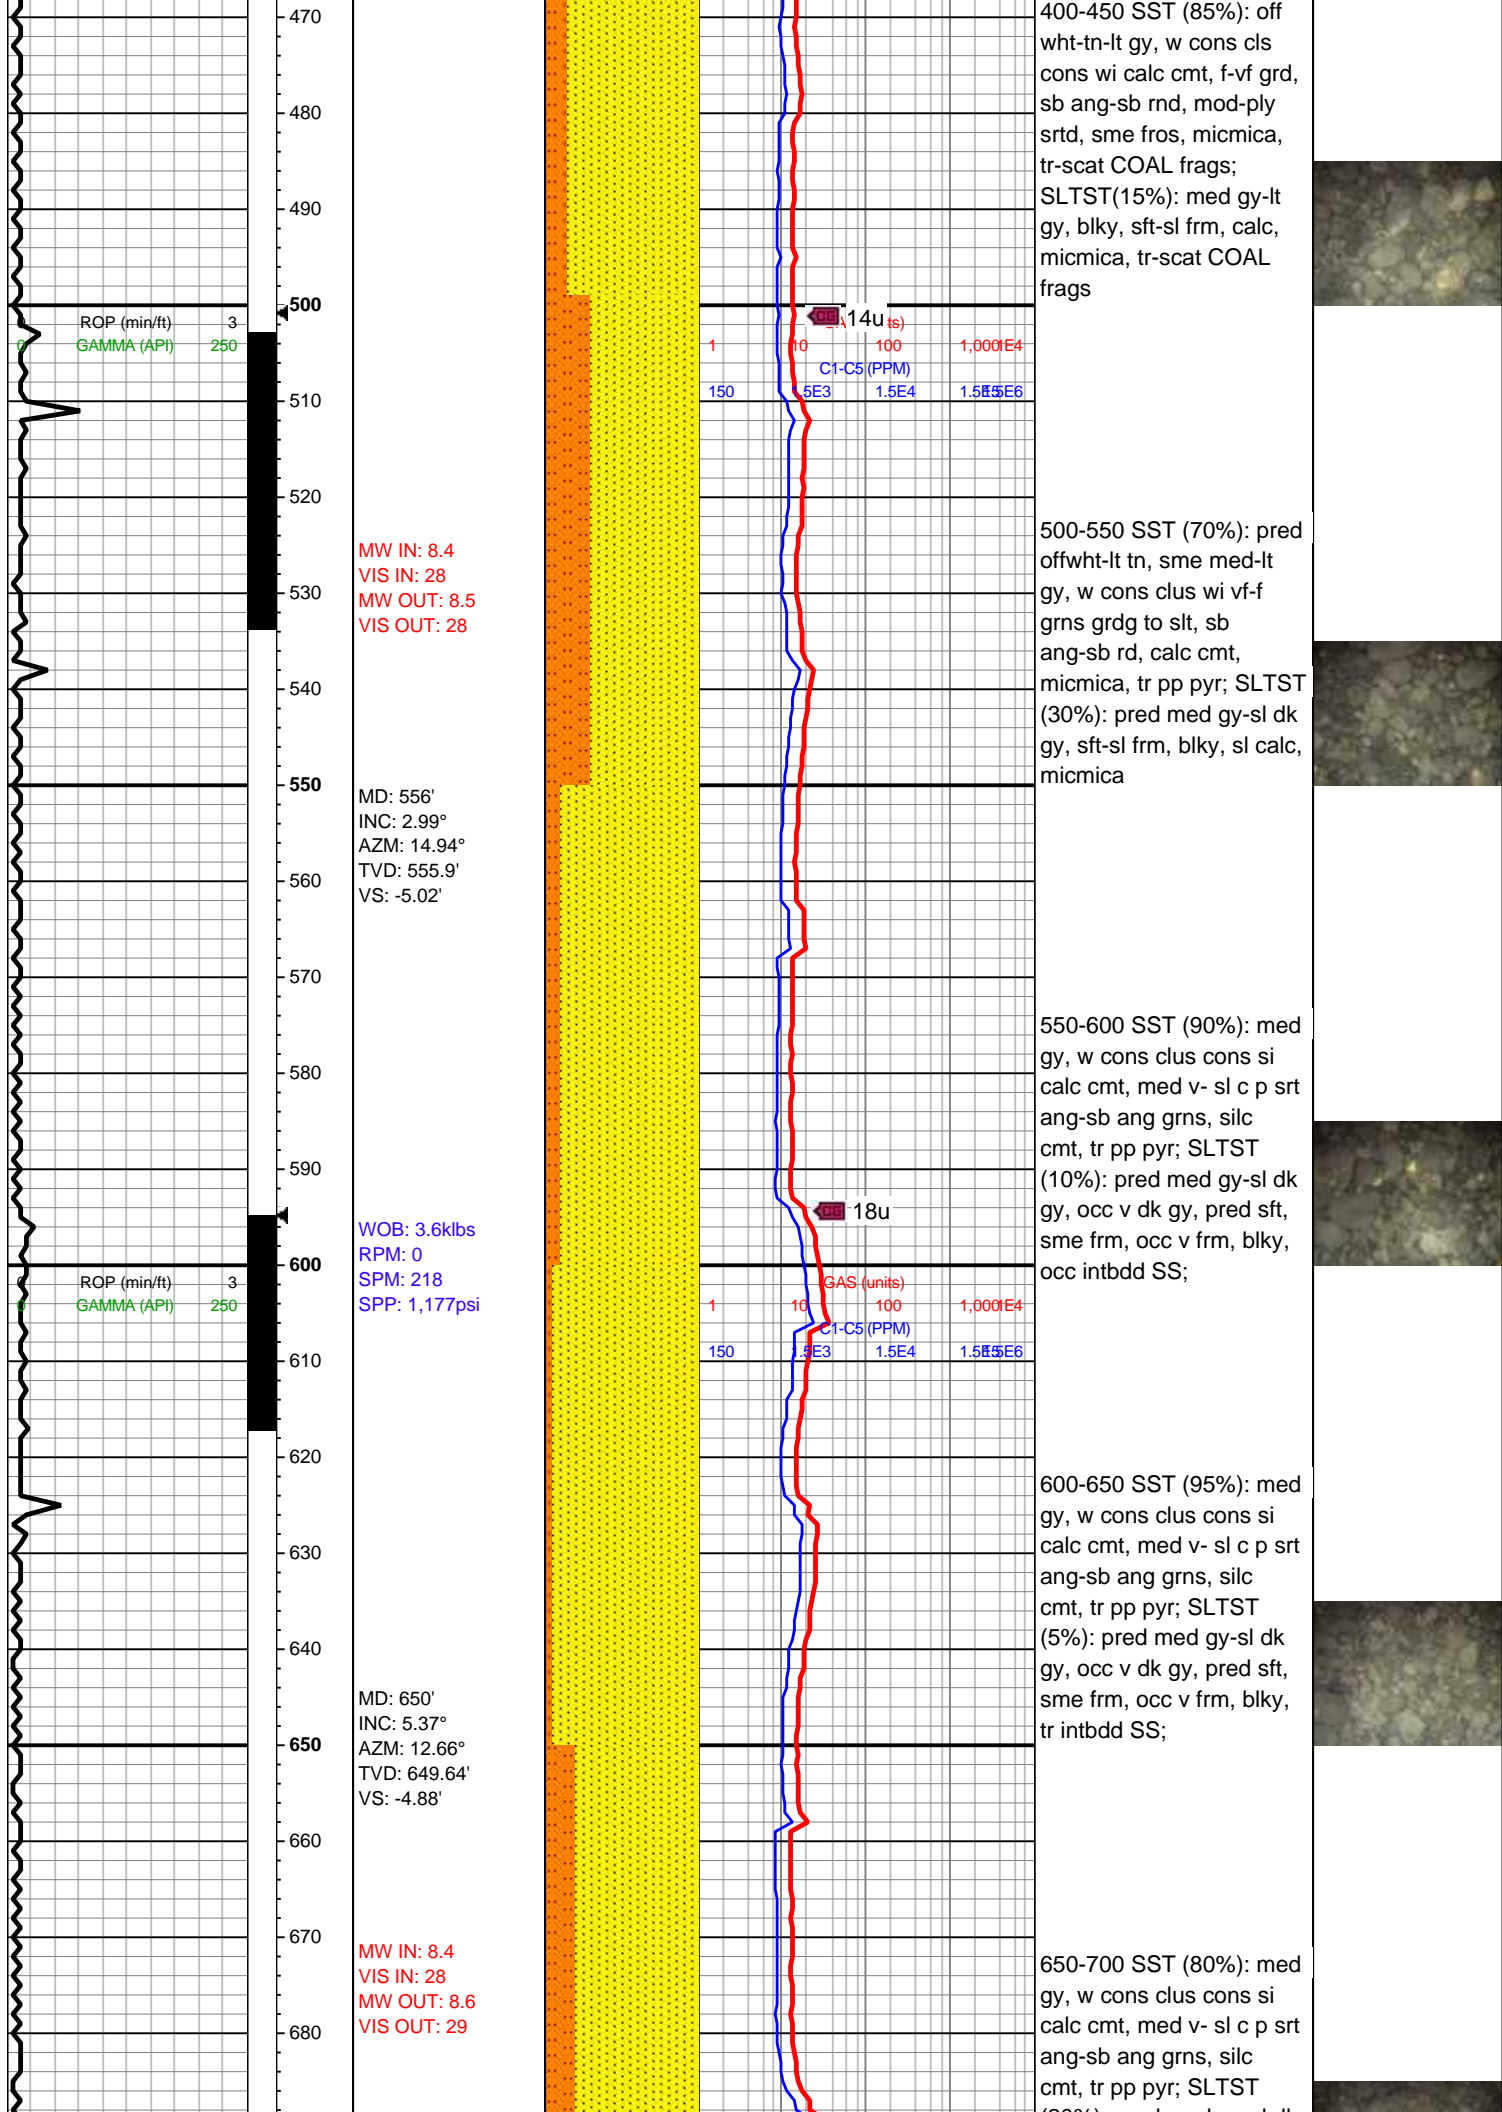 470
480
490
500
ROP (min/ft) 3
0 GAMMA (API) 250
510
520
530
540
550
560
570
580
590
600
ROP (min/ft) 3
0 GAMMA (API) 250
610
620
630
640
650
660
670
680
MW IN: 8.4
VIS IN: 28
MW OUT: 8.5
VIS OUT: 28
MD: 556'
INC: 2.99°
AZM: 14.94°
TVD: 555.9'
VS: -5.02'
WOB: 3.6klbs
RPM: 0
SPM: 218
SPP: 1,177psi
MD: 650'
INC: 5.37°
AZM: 12.66°
TVD: 649.64'
VS: -4.88'
MW IN: 8.4
VIS IN: 28
MW OUT: 8.6
VIS OUT: 29
CG 14u
1 10 100 1,000 1E4
C1-C5 (PPM)
150 1.5E3 1.5E4 1.5E5 1.5E6
CG 18u
GAS (units)
1 10 100 1,000 1E4
C1-C5 (PPM)
150 1.5E3 1.5E4 1.5E5 1.5E6
400-450 SST (85%): off
wht-tn-lt gy, w cons cls
cons wi calc cmt, f-vf grd,
sb ang-sb rnd, mod-ply
srtd, sme fros, micmica,
tr-scat COAL frags;
SLTST(15%): med gy-lt
gy, blky, sft-sl frm, calc,
micmica, tr-scat COAL
frags
500-550 SST (70%): pred
offwht-lt tn, sme med-lt
gy, w cons clus wi vf-f
grns grdg to slt, sb
ang-sb rd, calc cmt,
micmica, tr pp pyr; SLTST
(30%): pred med gy-sl dk
gy, sft-sl frm, blky, sl calc,
micmica
550-600 SST (90%): med
gy, w cons clus cons si
calc cmt, med v- sl c p srt
ang-sb ang grns, silc
cmt, tr pp pyr; SLTST
(10%): pred med gy-sl dk
gy, occ v dk gy, pred sft,
sme frm, occ v frm, blky,
occ intbdd SS;
600-650 SST (95%): med
gy, w cons clus cons si
calc cmt, med v- sl c p srt
ang-sb ang grns, silc
cmt, tr pp pyr; SLTST
(5%): pred med gy-sl dk
gy, occ v dk gy, pred sft,
sme frm, occ v frm, blky,
tr intbdd SS;
650-700 SST (80%): med
gy, w cons clus cons si
calc cmt, med v- sl c p srt
ang-sb ang grns, silc
cmt, tr pp pyr; SLTST